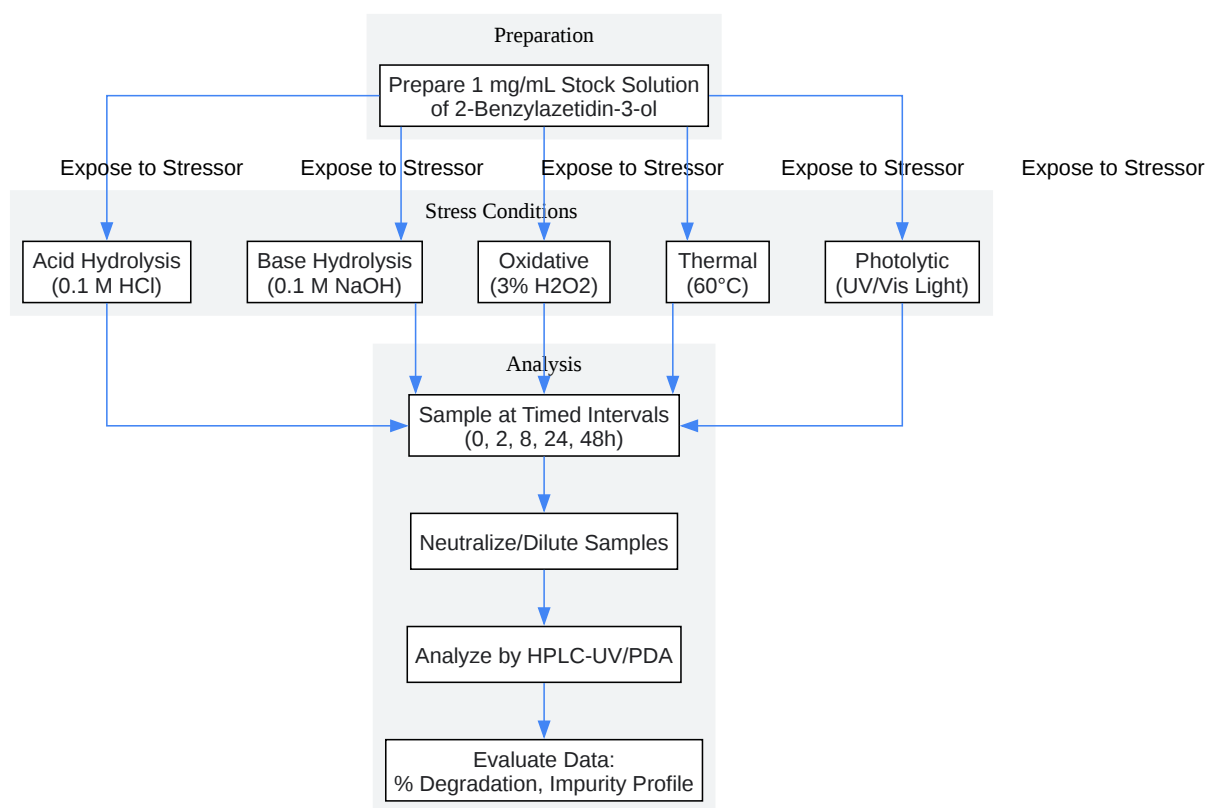 Preparation
Prepare 1 mg/mL Stock Solution
of 2-Benzylazetidin-3-ol
Expose to Stressor
Expose to Stressor
Expose to Stressor
Expose to Stressor
Expose to Stressor
Stress Conditions
Acid Hydrolysis
(0.1 M HCl)
Base Hydrolysis
(0.1 M NaOH)
Oxidative
(3% H2O2)
Thermal
(60°C)
Photolytic
(UV/Vis Light)
Analysis
Sample at Timed Intervals
(0, 2, 8, 24, 48h)
Neutralize/Dilute Samples
Analyze by HPLC-UV/PDA
Evaluate Data:
% Degradation, Impurity Profile